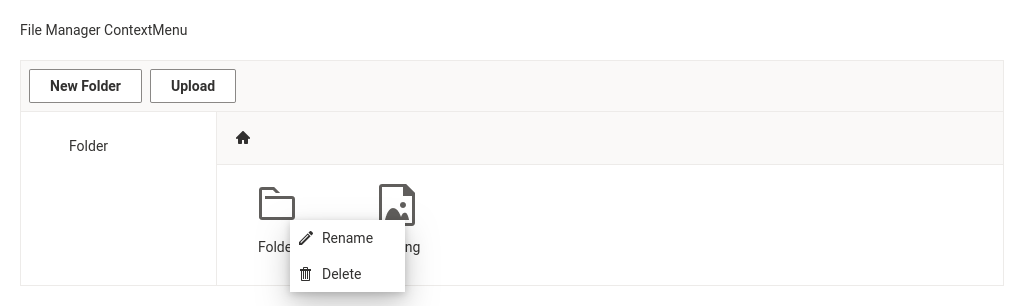 File Manager ContextMenu
New Folder Upload
Folder
Rename
Delete